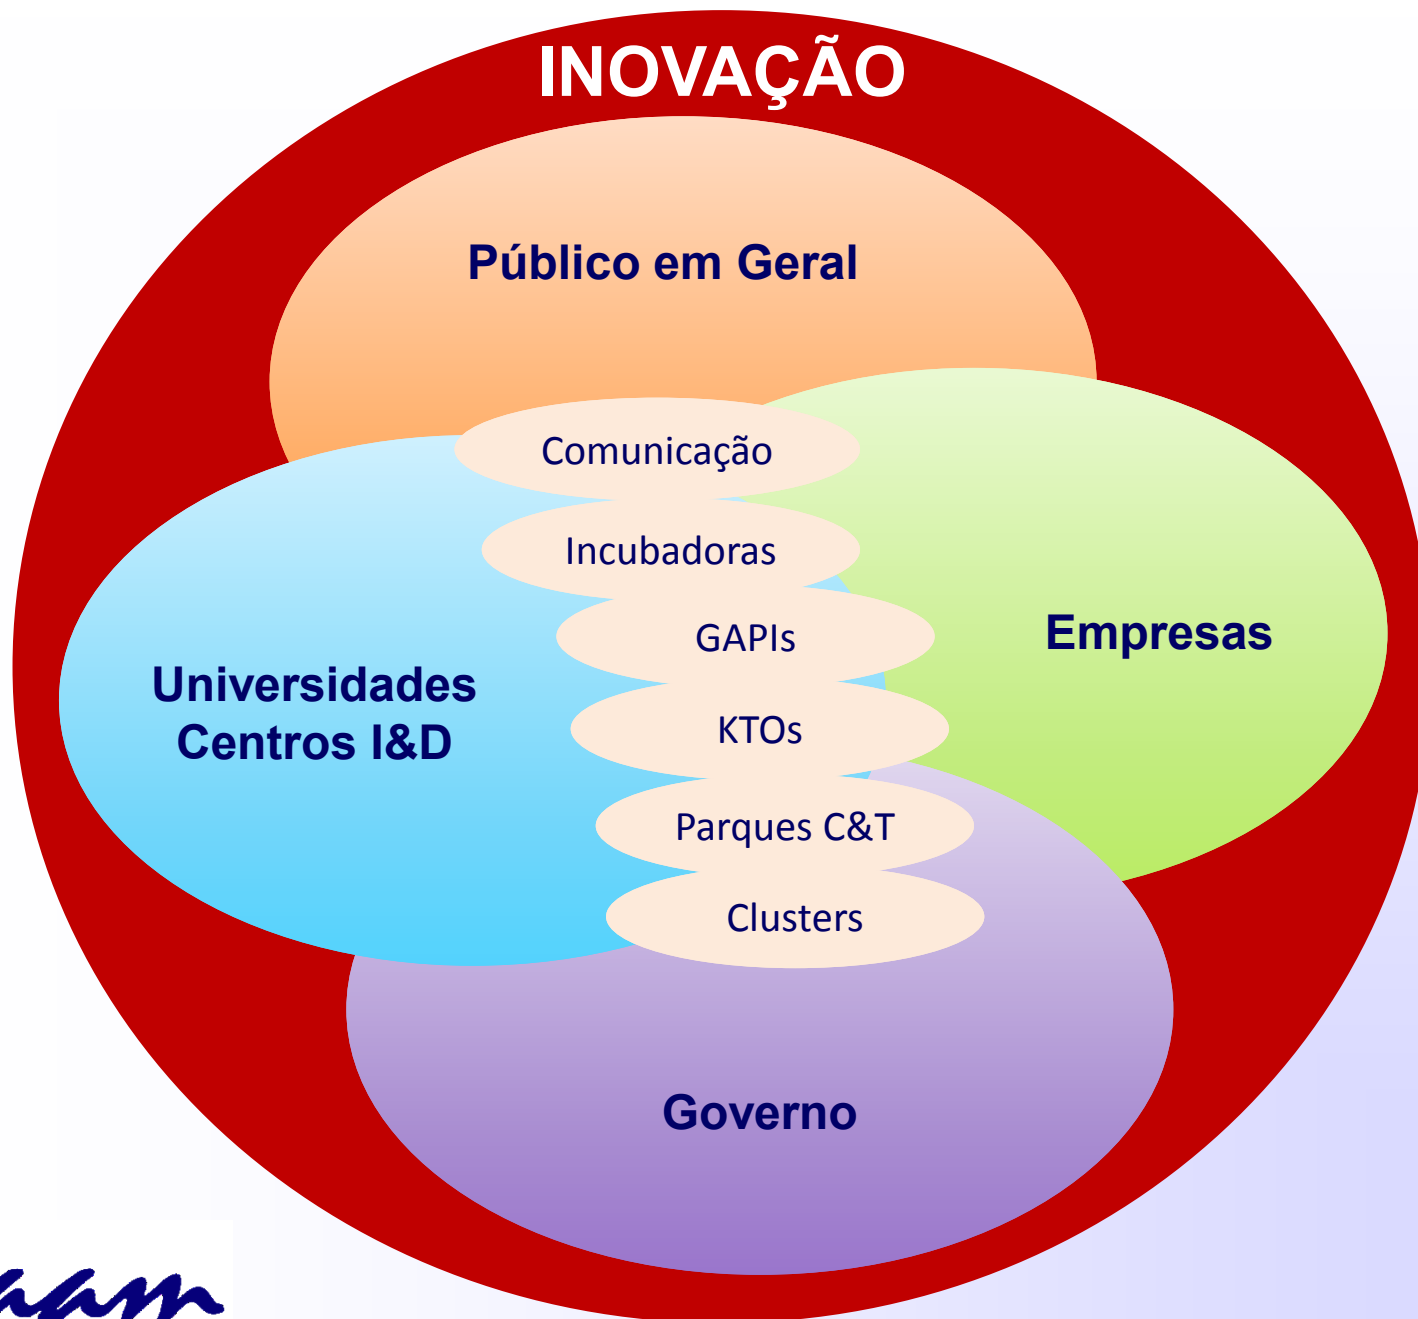 INOVAÇÃO
Público em Geral
Comunicação
Incubadoras
GAPIs
Empresas
Universidades
Centros I&D
KTOs
Parques C&T
Clusters
Governo